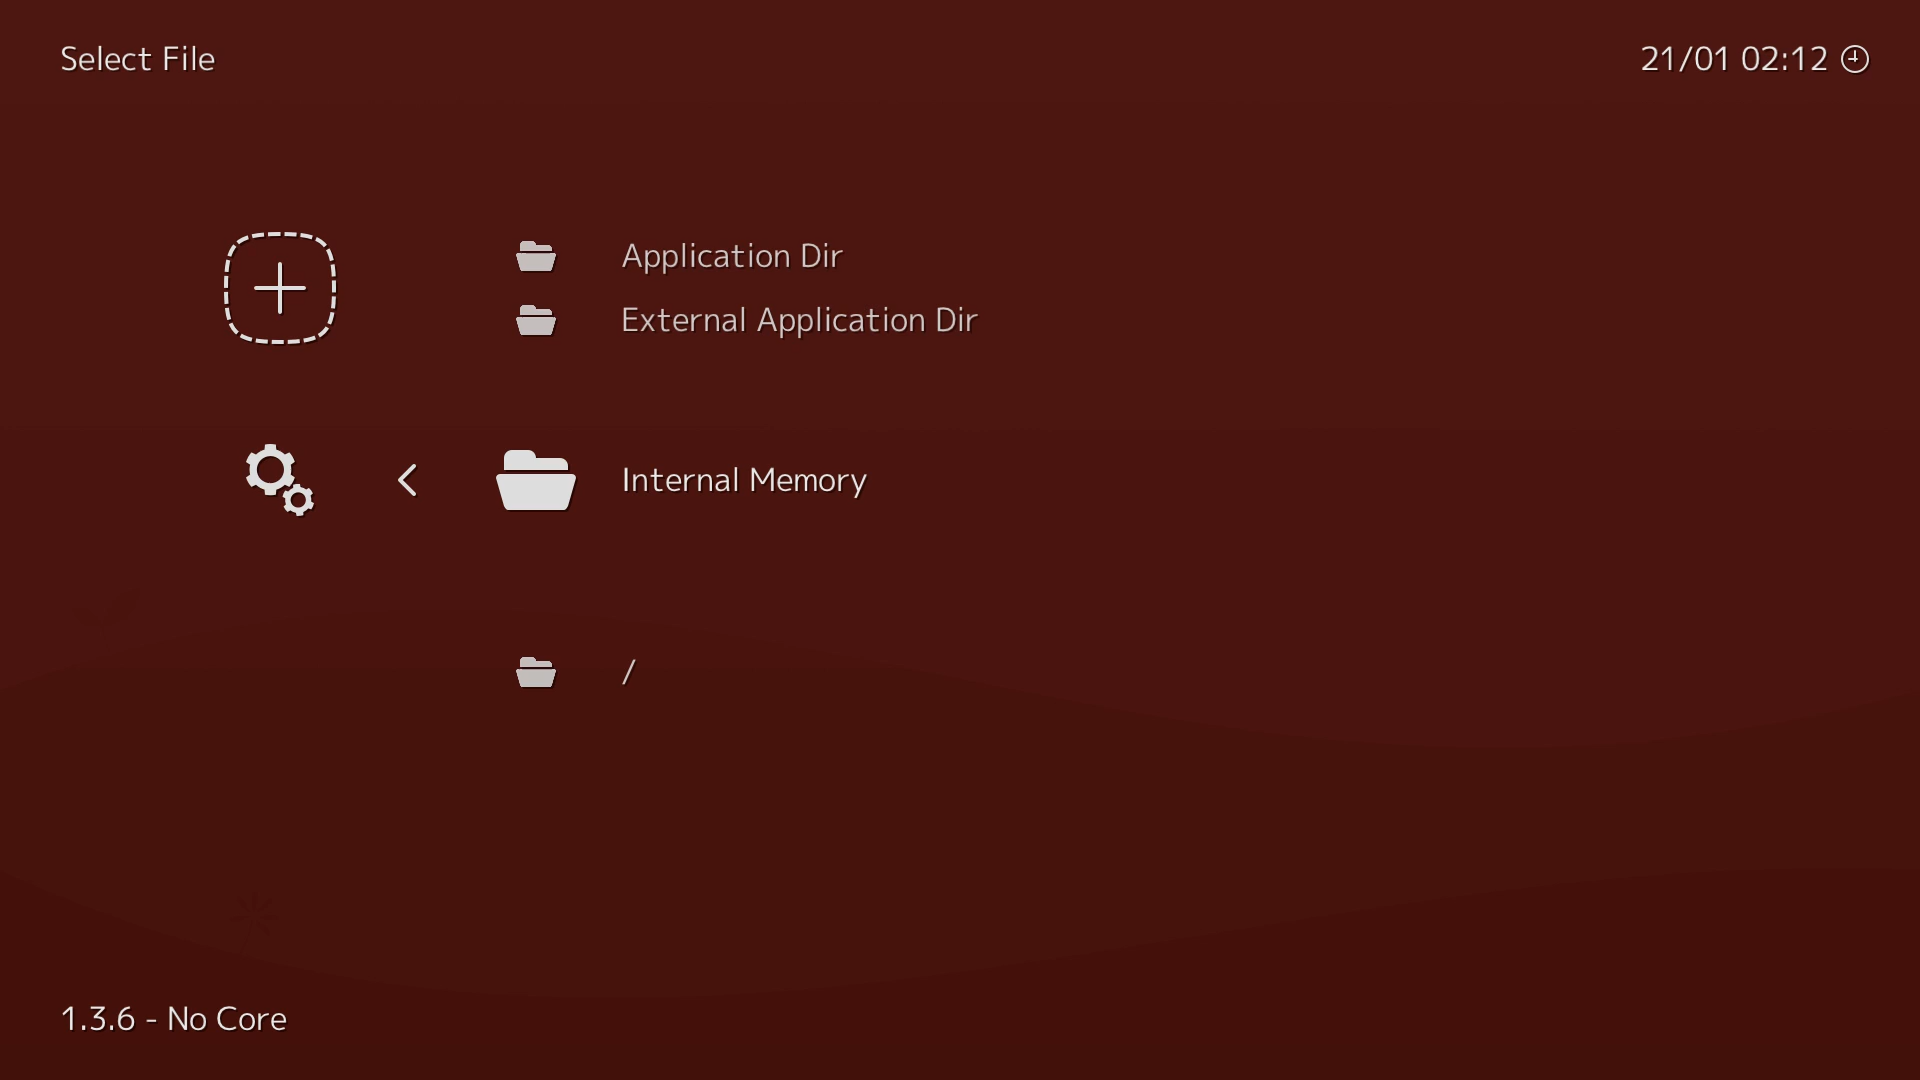 Select File
21/01 02:12
Application Dir
External Application Dir
Internal Memory
/
1.3.6 - No Core